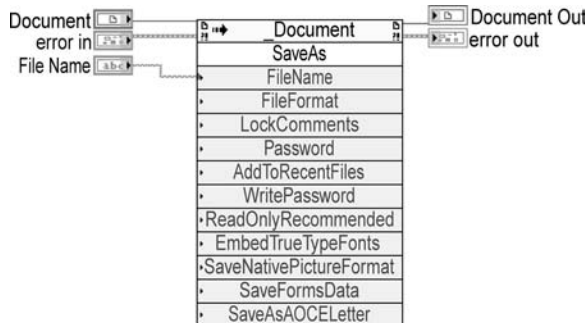 Document
error in
File Name
abc
_Document
SaveAs
FileName
FileFormat
LockComments
Password
AddToRecentFiles
WritePassword
ReadOnlyRecommended
EmbedTrueTypeFonts
SaveNativePictureFormat
SaveFormsData
SaveAsAOCELetter
Document Out
error out